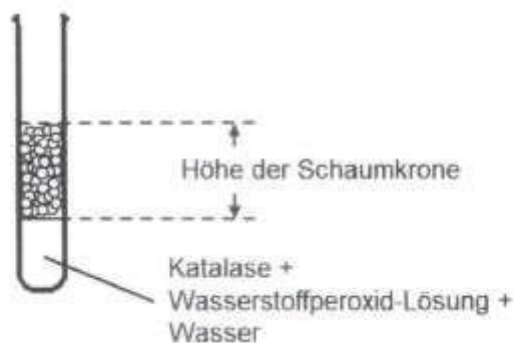 Höhe der Schaumkrone
Katalase +
Wasserstoffperoxid-Lösung +
Wasser